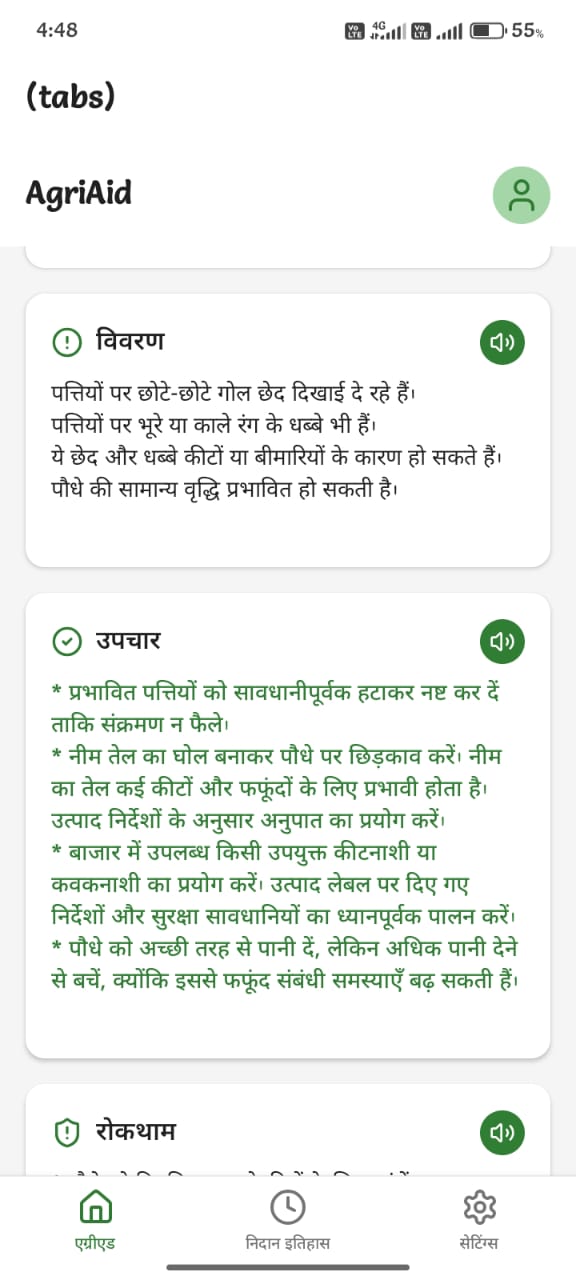 4:48
Vo LTE 4G Vo LTE 55%
(tabs)
AgriAid
विवरण
पत्तियों पर छोटे-छोटे गोल छेद दिखाई दे रहे हैं।
पत्तियों पर भूरे या काले रंग के धब्बे भी हैं।
ये छेद और धब्बे कीटों या बीमारियों के कारण हो सकते हैं।
पौधे की सामान्य वृद्धि प्रभावित हो सकती है।
उपचार
* प्रभावित पत्तियों को सावधानीपूर्वक हटाकर नष्ट कर दें
ताकि संक्रमण न फैले।
* नीम तेल का घोल बनाकर पौधे पर छिड़काव करें। नीम
का तेल कई कीटों और फफूंदों के लिए प्रभावी होता है।
उत्पाद निर्देशों के अनुसार अनुपात का प्रयोग करें।
* बाजार में उपलब्ध किसी उपयुक्त कीटनाशी या
कवकनाशी का प्रयोग करें। उत्पाद लेबल पर दिए गए
निर्देशों और सुरक्षा सावधानियों का ध्यानपूर्वक पालन करें।
* पौधे को अच्छी तरह से पानी दें, लेकिन अधिक पानी देने
से बचें, क्योंकि इससे फफूंद संबंधी समस्याएँ बढ़ सकती हैं।
रोकथाम
एग्रीएड
निदान इतिहास
सेटिंग्स